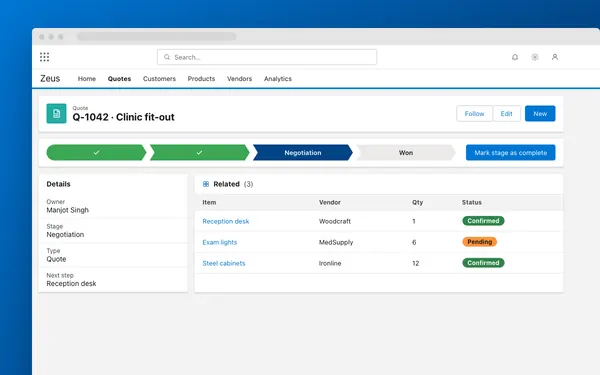 Search...
Zeus Home Quotes Customers Products Vendors Analytics
Quote
Q-1042 · Clinic fit-out
Follow Edit New
Negotiation Won Mark stage as complete
Details
Owner
Manjot Singh
Stage
Negotiation
Type
Quote
Next step
Reception desk
Related (3)
Item Vendor Qty Status
Reception desk Woodcraft 1 Confirmed
Exam lights MedSupply 6 Pending
Steel cabinets Ironline 12 Confirmed